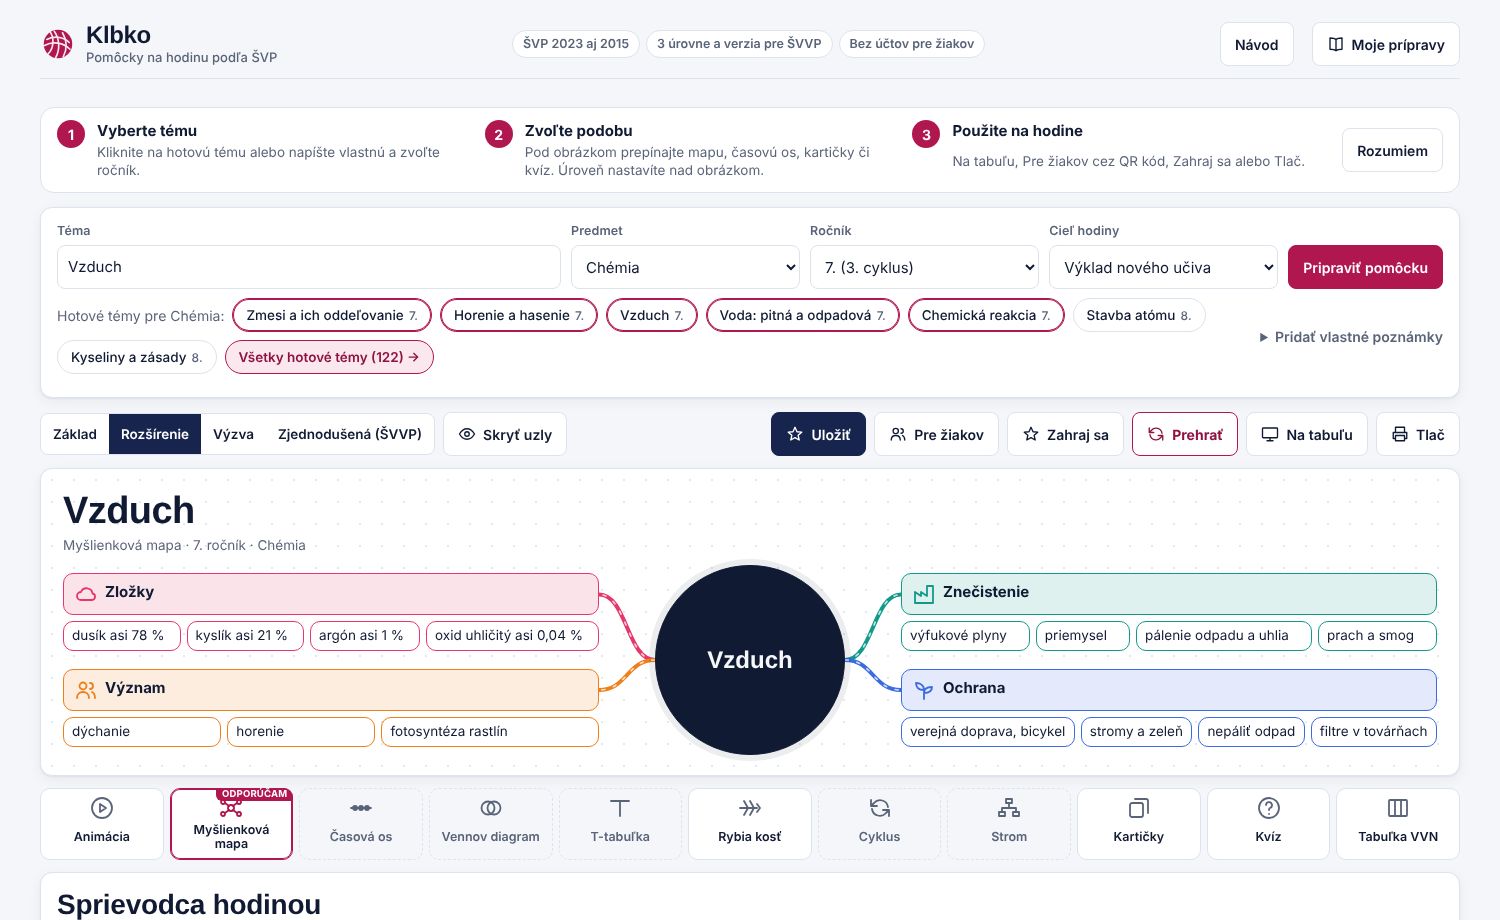 Klbko
Pomôcky na hodinu podľa ŠVP
ŠVP 2023 aj 2015
3 úrovne a verzia pre ŠVVP
Bez účtov pre žiakov
Návod
Moje prípravy
1
Vyberte tému
Kliknite na hotovú tému alebo napíšte vlastnú a zvoľte
ročník.
2
Zvoľte podobu
Pod obrázkom prepínajte mapu, časovú os, kartičky či
kvíz. Úroveň nastavíte nad obrázkom.
3
Použite na hodine
Na tabuľu, Pre žiakov cez QR kód, Zahraj sa alebo Tlač.
Rozumiem
Téma
Predmet
Ročník
Cieľ hodiny
Vzduch
Chémia
7. (3. cyklus)
Výklad nového učiva
Pripraviť pomôcku
Hotové témy pre Chémia:
Zmesi a ich oddeľovanie 7.
Horenie a hasenie 7.
Vzduch 7.
Voda: pitná a odpadová 7.
Chemická reakcia 7.
Stavba atómu 8.
Kyseliny a zásady 8.
Všetky hotové témy (122) →
▶ Pridať vlastné poznámky
Základ
Rozšírenie
Výzva
Zjednodušená (ŠVVP)
Skryť uzly
Uložiť
Pre žiakov
Zahraj sa
Prehrať
Na tabuľu
Tlač
Vzduch
Myšlienková mapa · 7. ročník · Chémia
Zložky
dusík asi 78 %
kyslík asi 21 %
argón asi 1 %
oxid uhličitý asi 0,04 %
Význam
dýchanie
horenie
fotosyntéza rastlín
Vzduch
Znečistenie
výfukové plyny
priemysel
pálenie odpadu a uhlia
prach a smog
Ochrana
verejná doprava, bicykel
stromy a zeleň
nepáliť odpad
filtre v továrňach
Animácia
ODPORÚČAM
Myšlienková
mapa
Časová os
Vennov diagram
T-tabuľka
Rybia kosť
Cyklus
Strom
Kartičky
Kvíz
Tabuľka VVN
Sprievodca hodinou